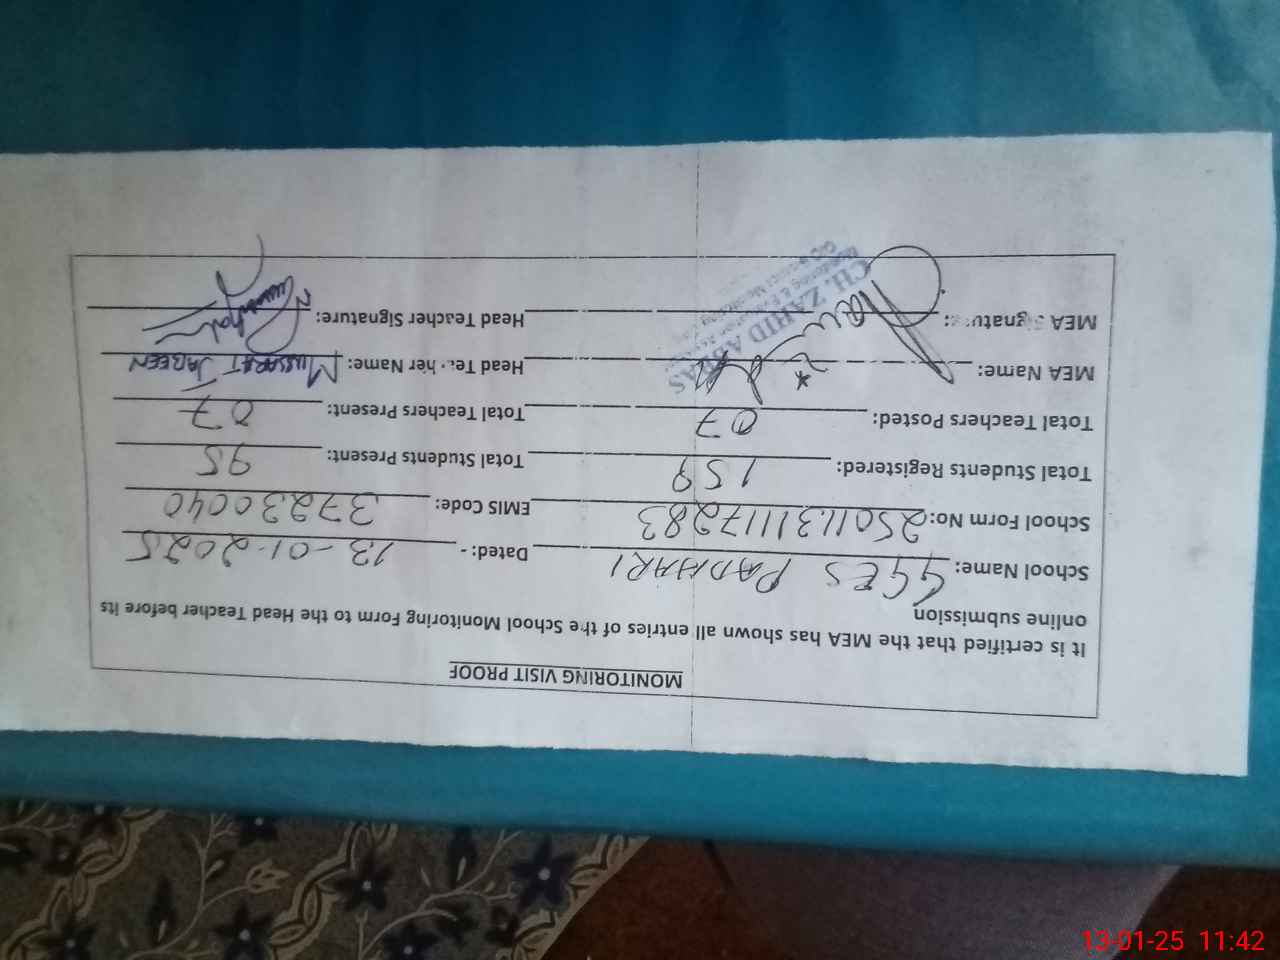 MONITORING VISIT PROOF
It is certified that the MEA has shown all entries of the School Monitoring Form to the Head Teacher before its
online submission
School Name: GGES PADHARI Dated: - 13-01-2025
School Form No: 2501131117283 EMIS Code: 37230040
Total Students Registered: 159 Total Students Present: 95
Total Teachers Posted: 07 Total Teachers Present: 07
MEA Name: Head Teacher Name: MUSSARAT JABEEN
MEA Signature: Head Teacher Signature:
CH. ZAHID ABBAS
13-01-25 11:42